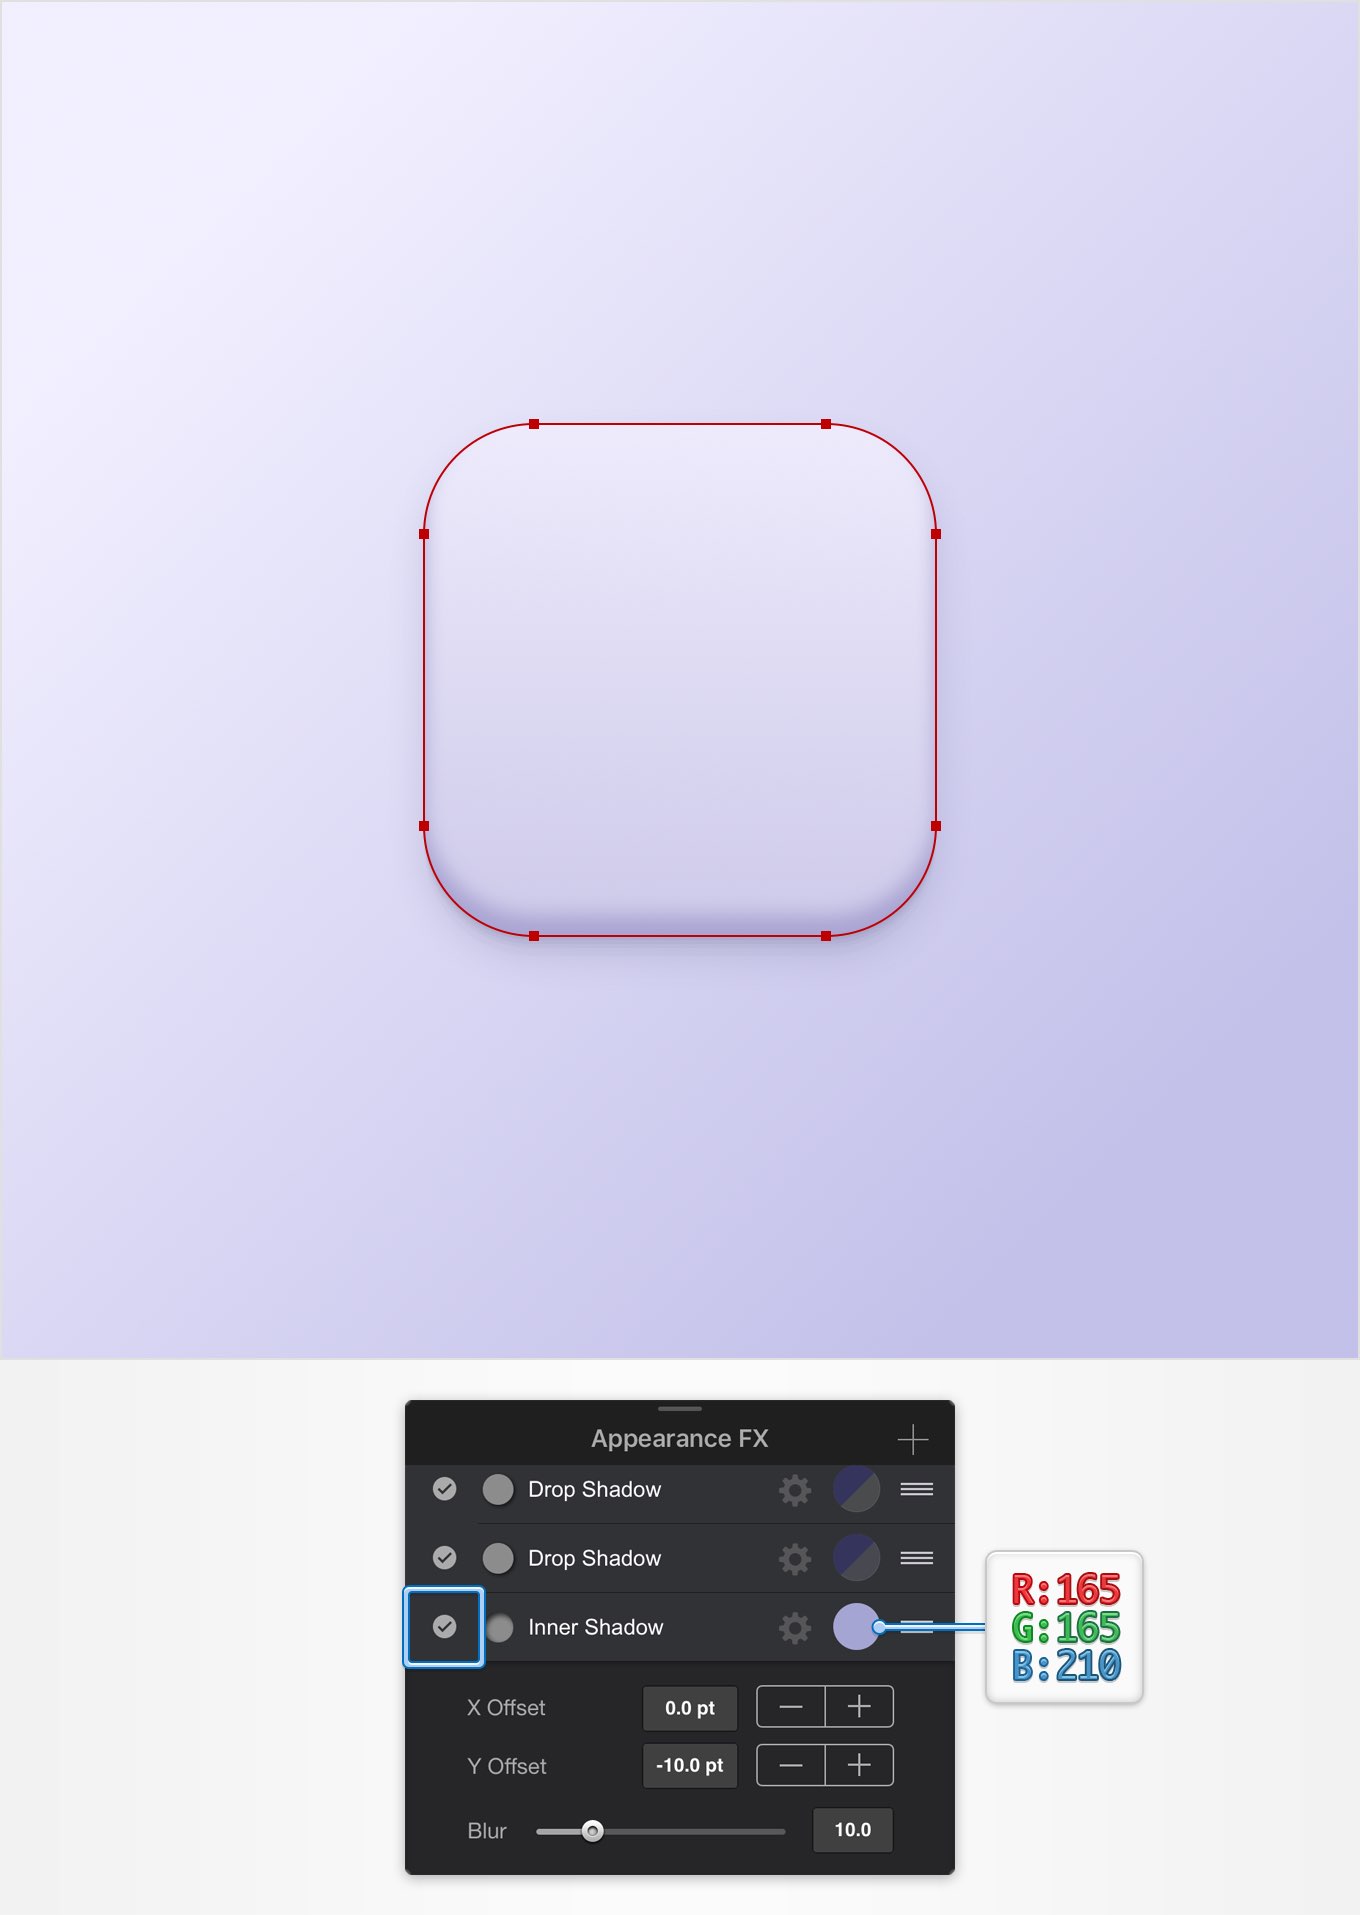 Appearance FX
Drop Shadow
Drop Shadow
Inner Shadow
R:165
G:165
B:210
X Offset 0.0 pt
Y Offset -10.0 pt
Blur 10.0